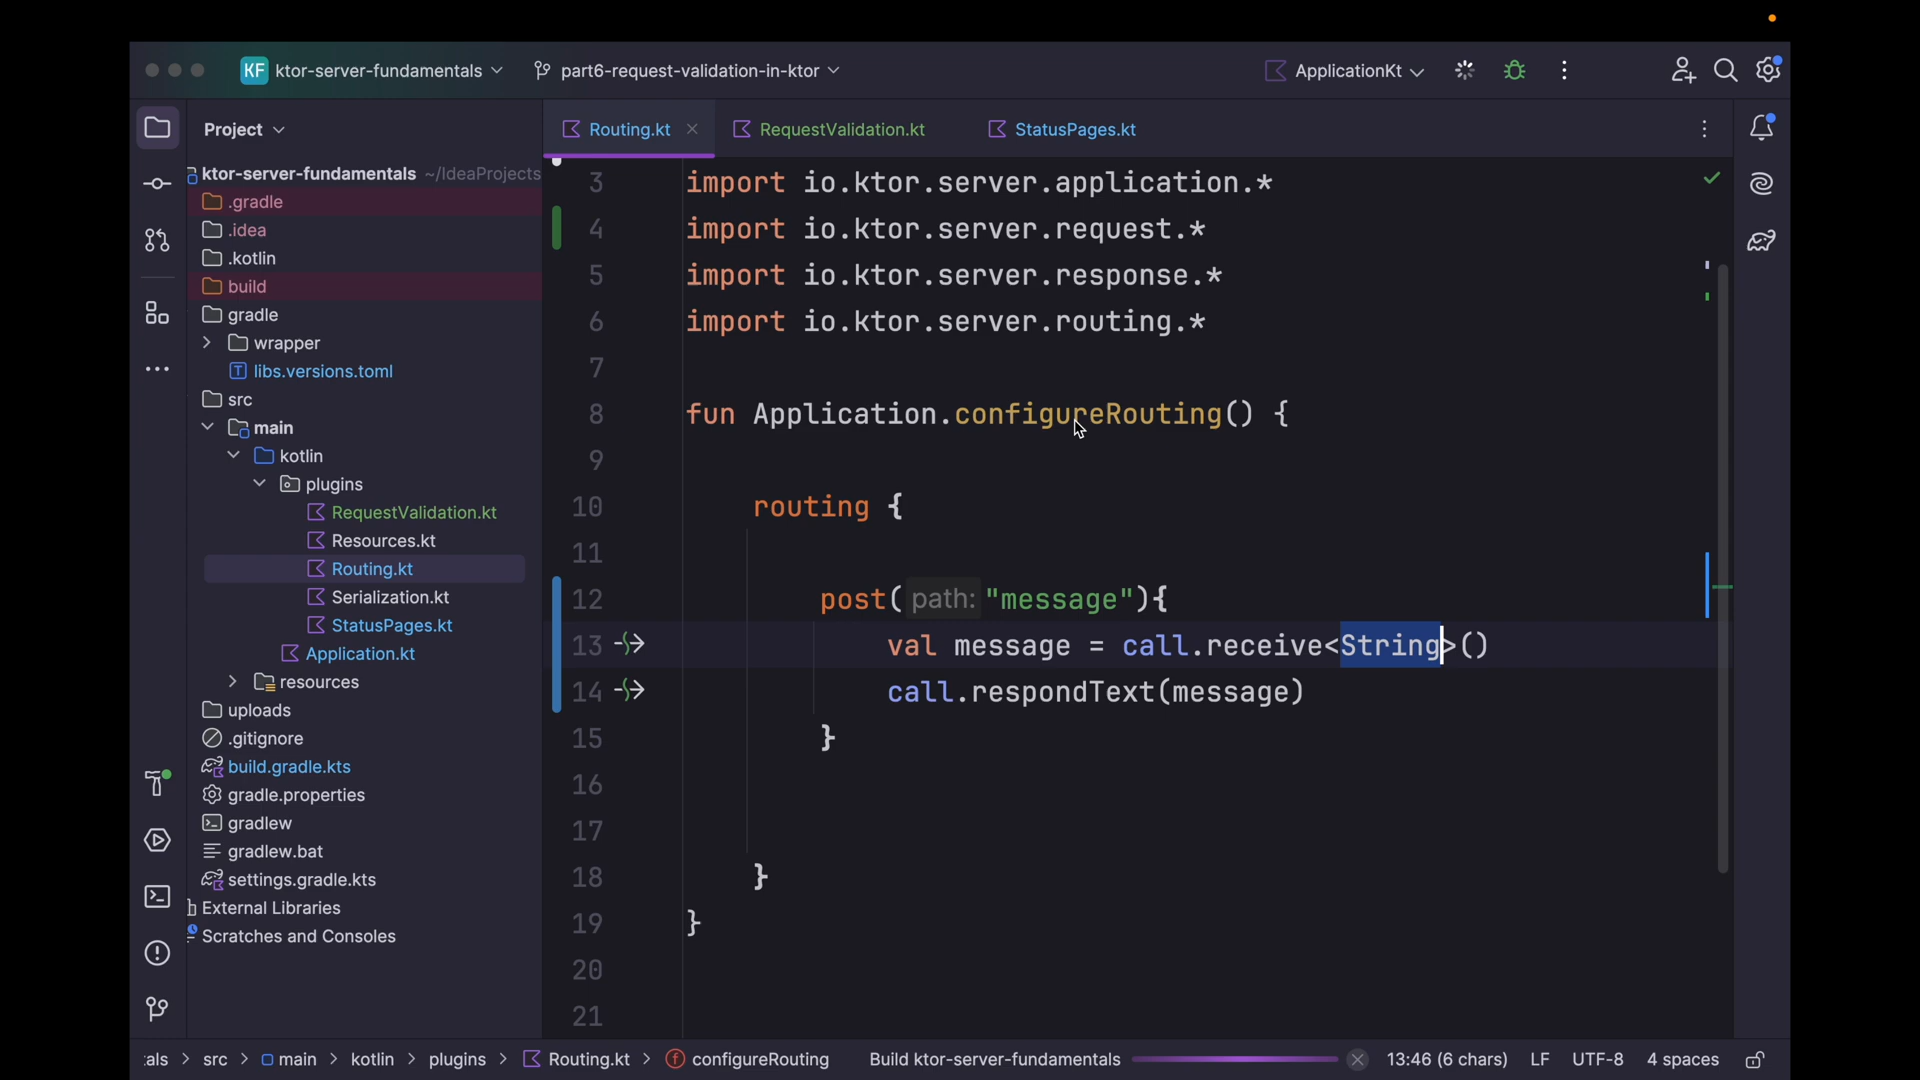 KF ktor-server-fundamentals part6-request-validation-in-ktor ApplicationKt
Project
Routing.kt RequestValidation.kt StatusPages.kt
ktor-server-fundamentals ~/IdeaProjects
.gradle
.idea
.kotlin
build
gradle
wrapper
libs.versions.toml
src
main
kotlin
plugins
RequestValidation.kt
Resources.kt
Routing.kt
Serialization.kt
StatusPages.kt
Application.kt
resources
uploads
.gitignore
build.gradle.kts
gradle.properties
gradlew
gradlew.bat
settings.gradle.kts
External Libraries
Scratches and Consoles
3 import io.ktor.server.application.*
4 import io.ktor.server.request.*
5 import io.ktor.server.response.*
6 import io.ktor.server.routing.*
7
8 fun Application.configureRouting() {
9
10 routing {
11
12 post( path: "message"){
13 val message = call.receive<String>()
14 call.respondText(message)
15 }
16
17
18 }
19 }
20
21
tals > src > main > kotlin > plugins > Routing.kt > configureRouting Build ktor-server-fundamentals 13:46 (6 chars) LF UTF-8 4 spaces